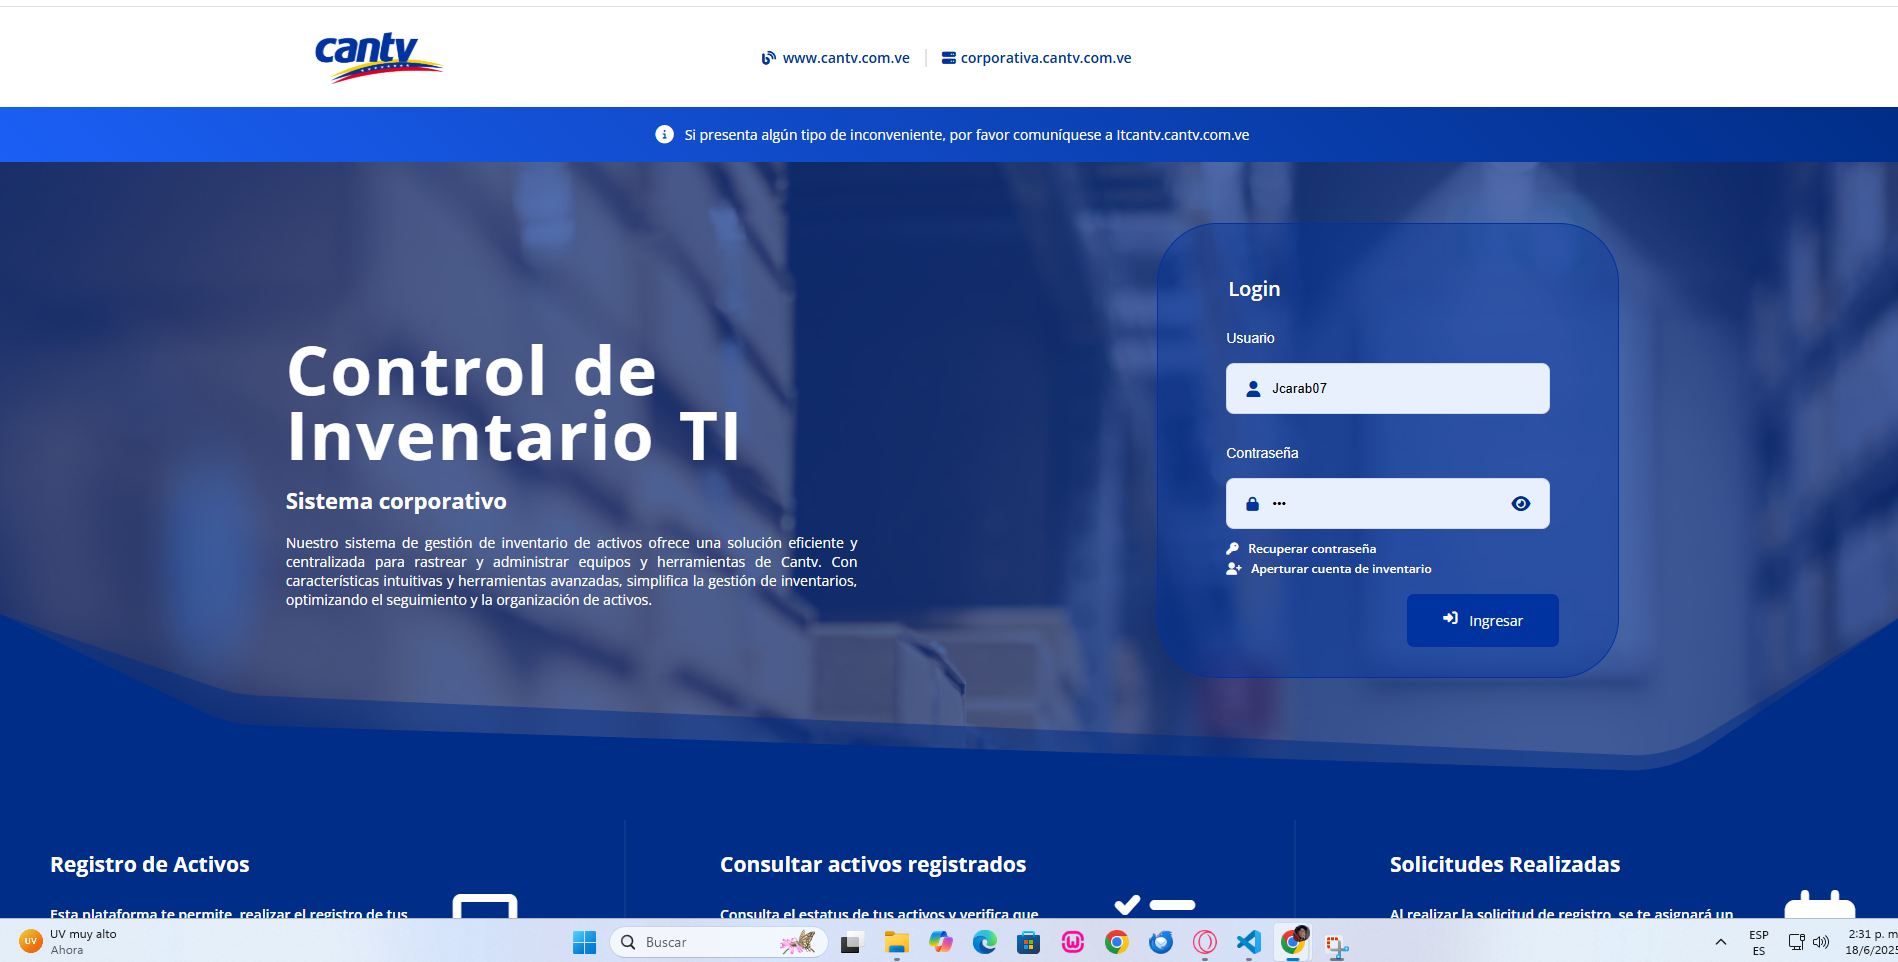 cantv
www.cantv.com.ve
corporativa.cantv.com.ve
Si presenta algún tipo de inconveniente, por favor comuníquese a Itcantv.cantv.com.ve
Control de
Inventario TI
Sistema corporativo
Nuestro sistema de gestión de inventario de activos ofrece una solución eficiente y
centralizada para rastrear y administrar equipos y herramientas de Cantv. Con
características intuitivas y herramientas avanzadas, simplifica la gestión de inventarios,
optimizando el seguimiento y la organización de activos.
Login
Usuario
Jcarab07
Contraseña
•••
Recuperar contraseña
Aperturar cuenta de inventario
Ingresar
Registro de Activos
Esta plataforma te permite, realizar el registro de tus
Consultar activos registrados
Consulta el estatus de tus activos y verifica que
Solicitudes Realizadas
Al realizar la solicitud de registro, se te asignará un
UV
UV muy alto
Ahora
Buscar
ESP
ES
2:31 p. m
18/6/2025